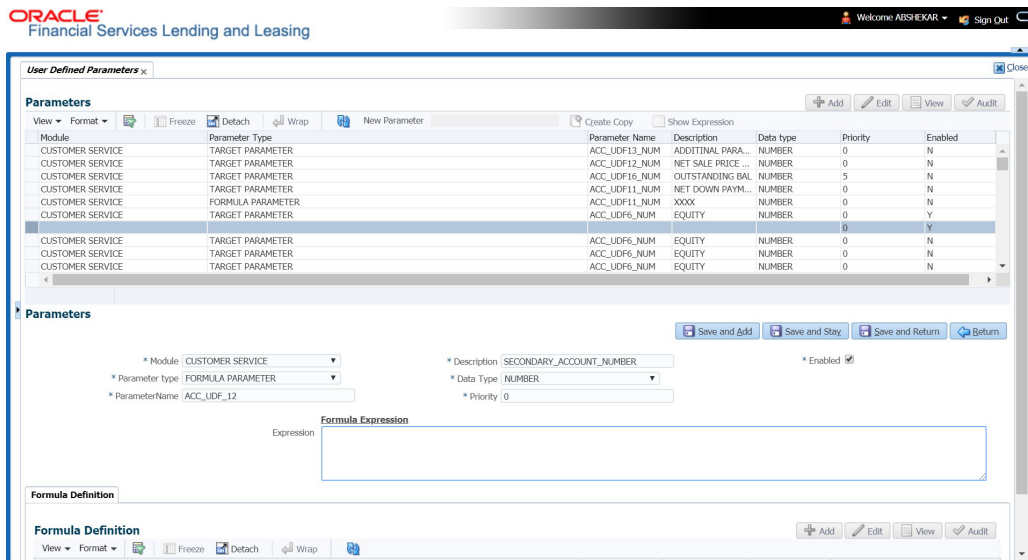 ORACLE®
Financial Services Lending and Leasing
Welcome ABSHEKAR
Sign Out
User Defined Parameters
Close
Parameters
Add Edit View Audit
View Format Freeze Detach Wrap New Parameter Create Copy Show Expression
Module Parameter Type Parameter Name Description Data type Priority Enabled
CUSTOMER SERVICE TARGET PARAMETER ACC_UDF13_NUM ADDITINAL PARA... NUMBER 0 N
CUSTOMER SERVICE TARGET PARAMETER ACC_UDF12_NUM NET SALE PRICE ... NUMBER 0 N
CUSTOMER SERVICE TARGET PARAMETER ACC_UDF16_NUM OUTSTANDING BAL NUMBER 5 N
CUSTOMER SERVICE TARGET PARAMETER ACC_UDF11_NUM NET DOWN PAYM... NUMBER 0 N
CUSTOMER SERVICE FORMULA PARAMETER ACC_UDF11_NUM XXXX NUMBER 0 N
CUSTOMER SERVICE TARGET PARAMETER ACC_UDF6_NUM EQUITY NUMBER 0 Y
0 Y
CUSTOMER SERVICE TARGET PARAMETER ACC_UDF6_NUM EQUITY NUMBER 0 N
CUSTOMER SERVICE TARGET PARAMETER ACC_UDF6_NUM EQUITY NUMBER 0 N
CUSTOMER SERVICE TARGET PARAMETER ACC_UDF6_NUM EQUITY NUMBER 0 N
Parameters
Save and Add Save and Stay Save and Return Return
* Module CUSTOMER SERVICE * Description SECONDARY_ACCOUNT_NUMBER * Enabled
* Parameter type FORMULA PARAMETER * Data Type NUMBER
* ParameterName ACC_UDF_12 * Priority 0
Formula Expression
Expression
Formula Definition
Formula Definition
Add Edit View Audit
View Format Freeze Detach Wrap